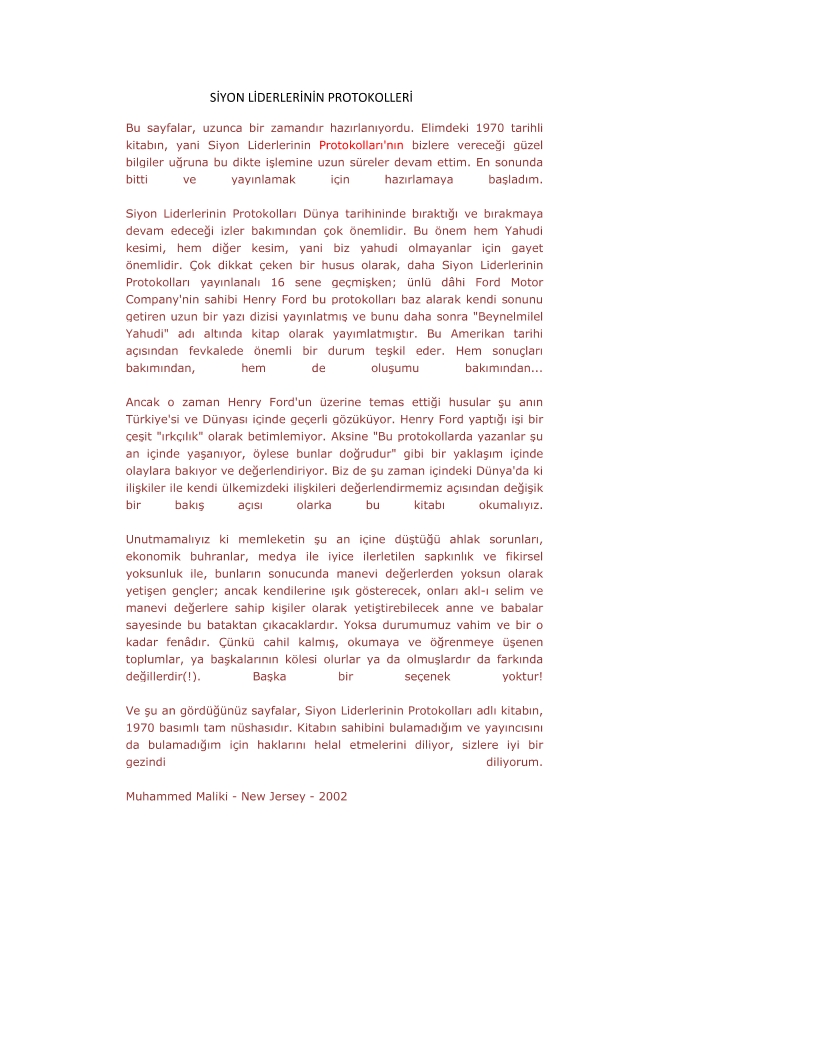 SİYON LİDERLERİNİN PROTOKOLLERİ
Bu sayfalar, uzunca bir zamandır hazırlanıyordu. Elimdeki 1970 tarihli
kitabın, yani Siyon Liderlerinin Protokolları'nın bizlere vereceği güzel
bilgiler uğruna bu dikte işlemine uzun süreler devam ettim. En sonunda
bitti ve yayınlamak için hazırlamaya başladım.
Siyon Liderlerinin Protokolları Dünya tarihininde bıraktığı ve bırakmaya
devam edeceği izler bakımından çok önemlidir. Bu önem hem Yahudi
kesimi, hem diğer kesim, yani biz yahudi olmayanlar için gayet
önemlidir. Çok dikkat çeken bir husus olarak, daha Siyon Liderlerinin
Protokolları yayınlanalı 16 sene geçmişken; ünlü dâhi Ford Motor
Company'nin sahibi Henry Ford bu protokolları baz alarak kendi sonunu
getiren uzun bir yazı dizisi yayınlatmış ve bunu daha sonra "Beynelmilel
Yahudi" adı altında kitap olarak yayımlatmıştır. Bu Amerikan tarihi
açısından fevkalede önemli bir durum teşkil eder. Hem sonuçları
bakımından, hem de oluşumu bakımından...
Ancak o zaman Henry Ford'un üzerine temas ettiği husular şu anın
Türkiye'si ve Dünyası içinde geçerli gözüküyor. Henry Ford yaptığı işi bir
çeşit "ırkçılık" olarak betimlemiyor. Aksine "Bu protokollarda yazanlar şu
an içinde yaşanıyor, öylese bunlar doğrudur" gibi bir yaklaşım içinde
olaylara bakıyor ve değerlendiriyor. Biz de şu zaman içindeki Dünya'da ki
ilişkiler ile kendi ülkemizdeki ilişkileri değerlendirmemiz açısından değişik
bir bakış açısı olarka bu kitabı okumalıyız.
Unutmamalıyız ki memleketin şu an içine düştüğü ahlak sorunları,
ekonomik buhranlar, medya ile iyice ilerletilen sapkınlık ve fikirsel
yoksunluk ile, bunların sonucunda manevi değerlerden yoksun olarak
yetişen gençler; ancak kendilerine ışık gösterecek, onları akl-ı selim ve
manevi değerlere sahip kişiler olarak yetiştirebilecek anne ve babalar
sayesinde bu bataktan çıkacaklardır. Yoksa durumumuz vahim ve bir o
kadar fenâdır. Çünkü cahil kalmış, okumaya ve öğrenmeye üşenen
toplumlar, ya başkalarının kölesi olurlar ya da olmuşlardır da farkında
değillerdir(!). Başka bir seçenek yoktur!
Ve şu an gördüğünüz sayfalar, Siyon Liderlerinin Protokolları adlı kitabın,
1970 basımlı tam nüshasıdır. Kitabın sahibini bulamadığım ve yayıncısını
da bulamadığım için haklarını helal etmelerini diliyor, sizlere iyi bir
gezindi diliyorum.
Muhammed Maliki - New Jersey - 2002